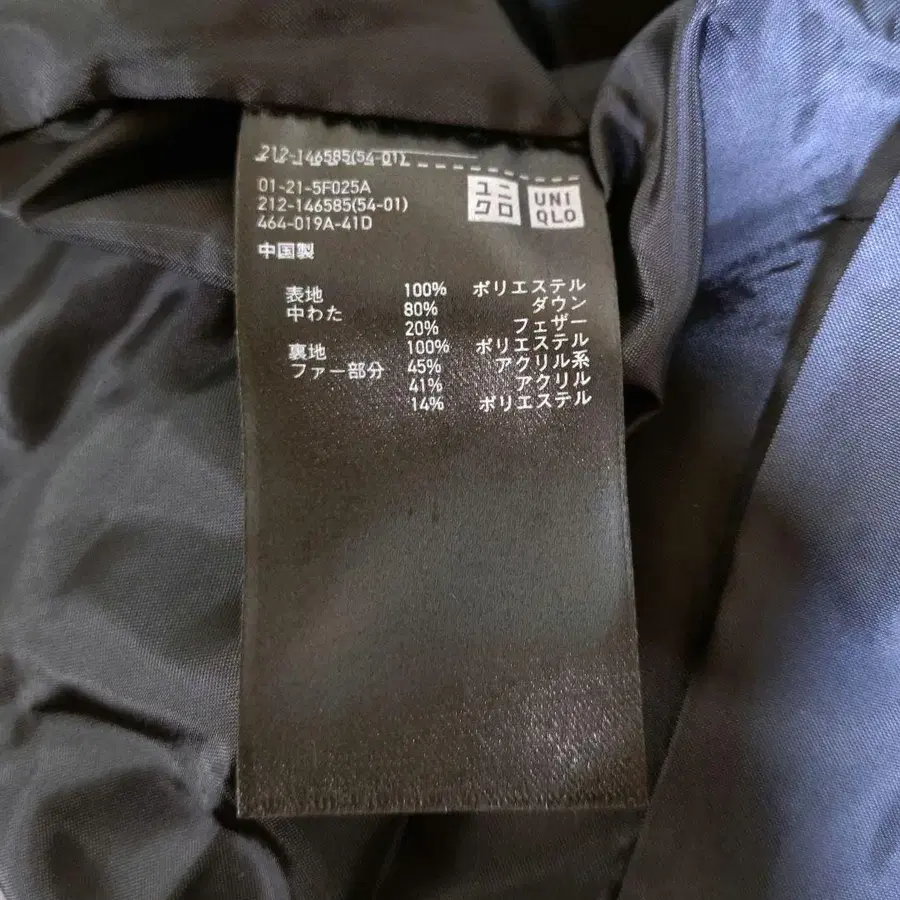 212-146585(54-01)
01-21-5F025A
212-146585(54-01)
464-019A-41D
ユニ
クロ
UNI
QLO
中国製
表地 100% ポリエステル
中わた 80% ダウン
20% フェザー
裏地 100% ポリエステル
ファー部分 45% アクリル系
41% アクリル
14% ポリエステル